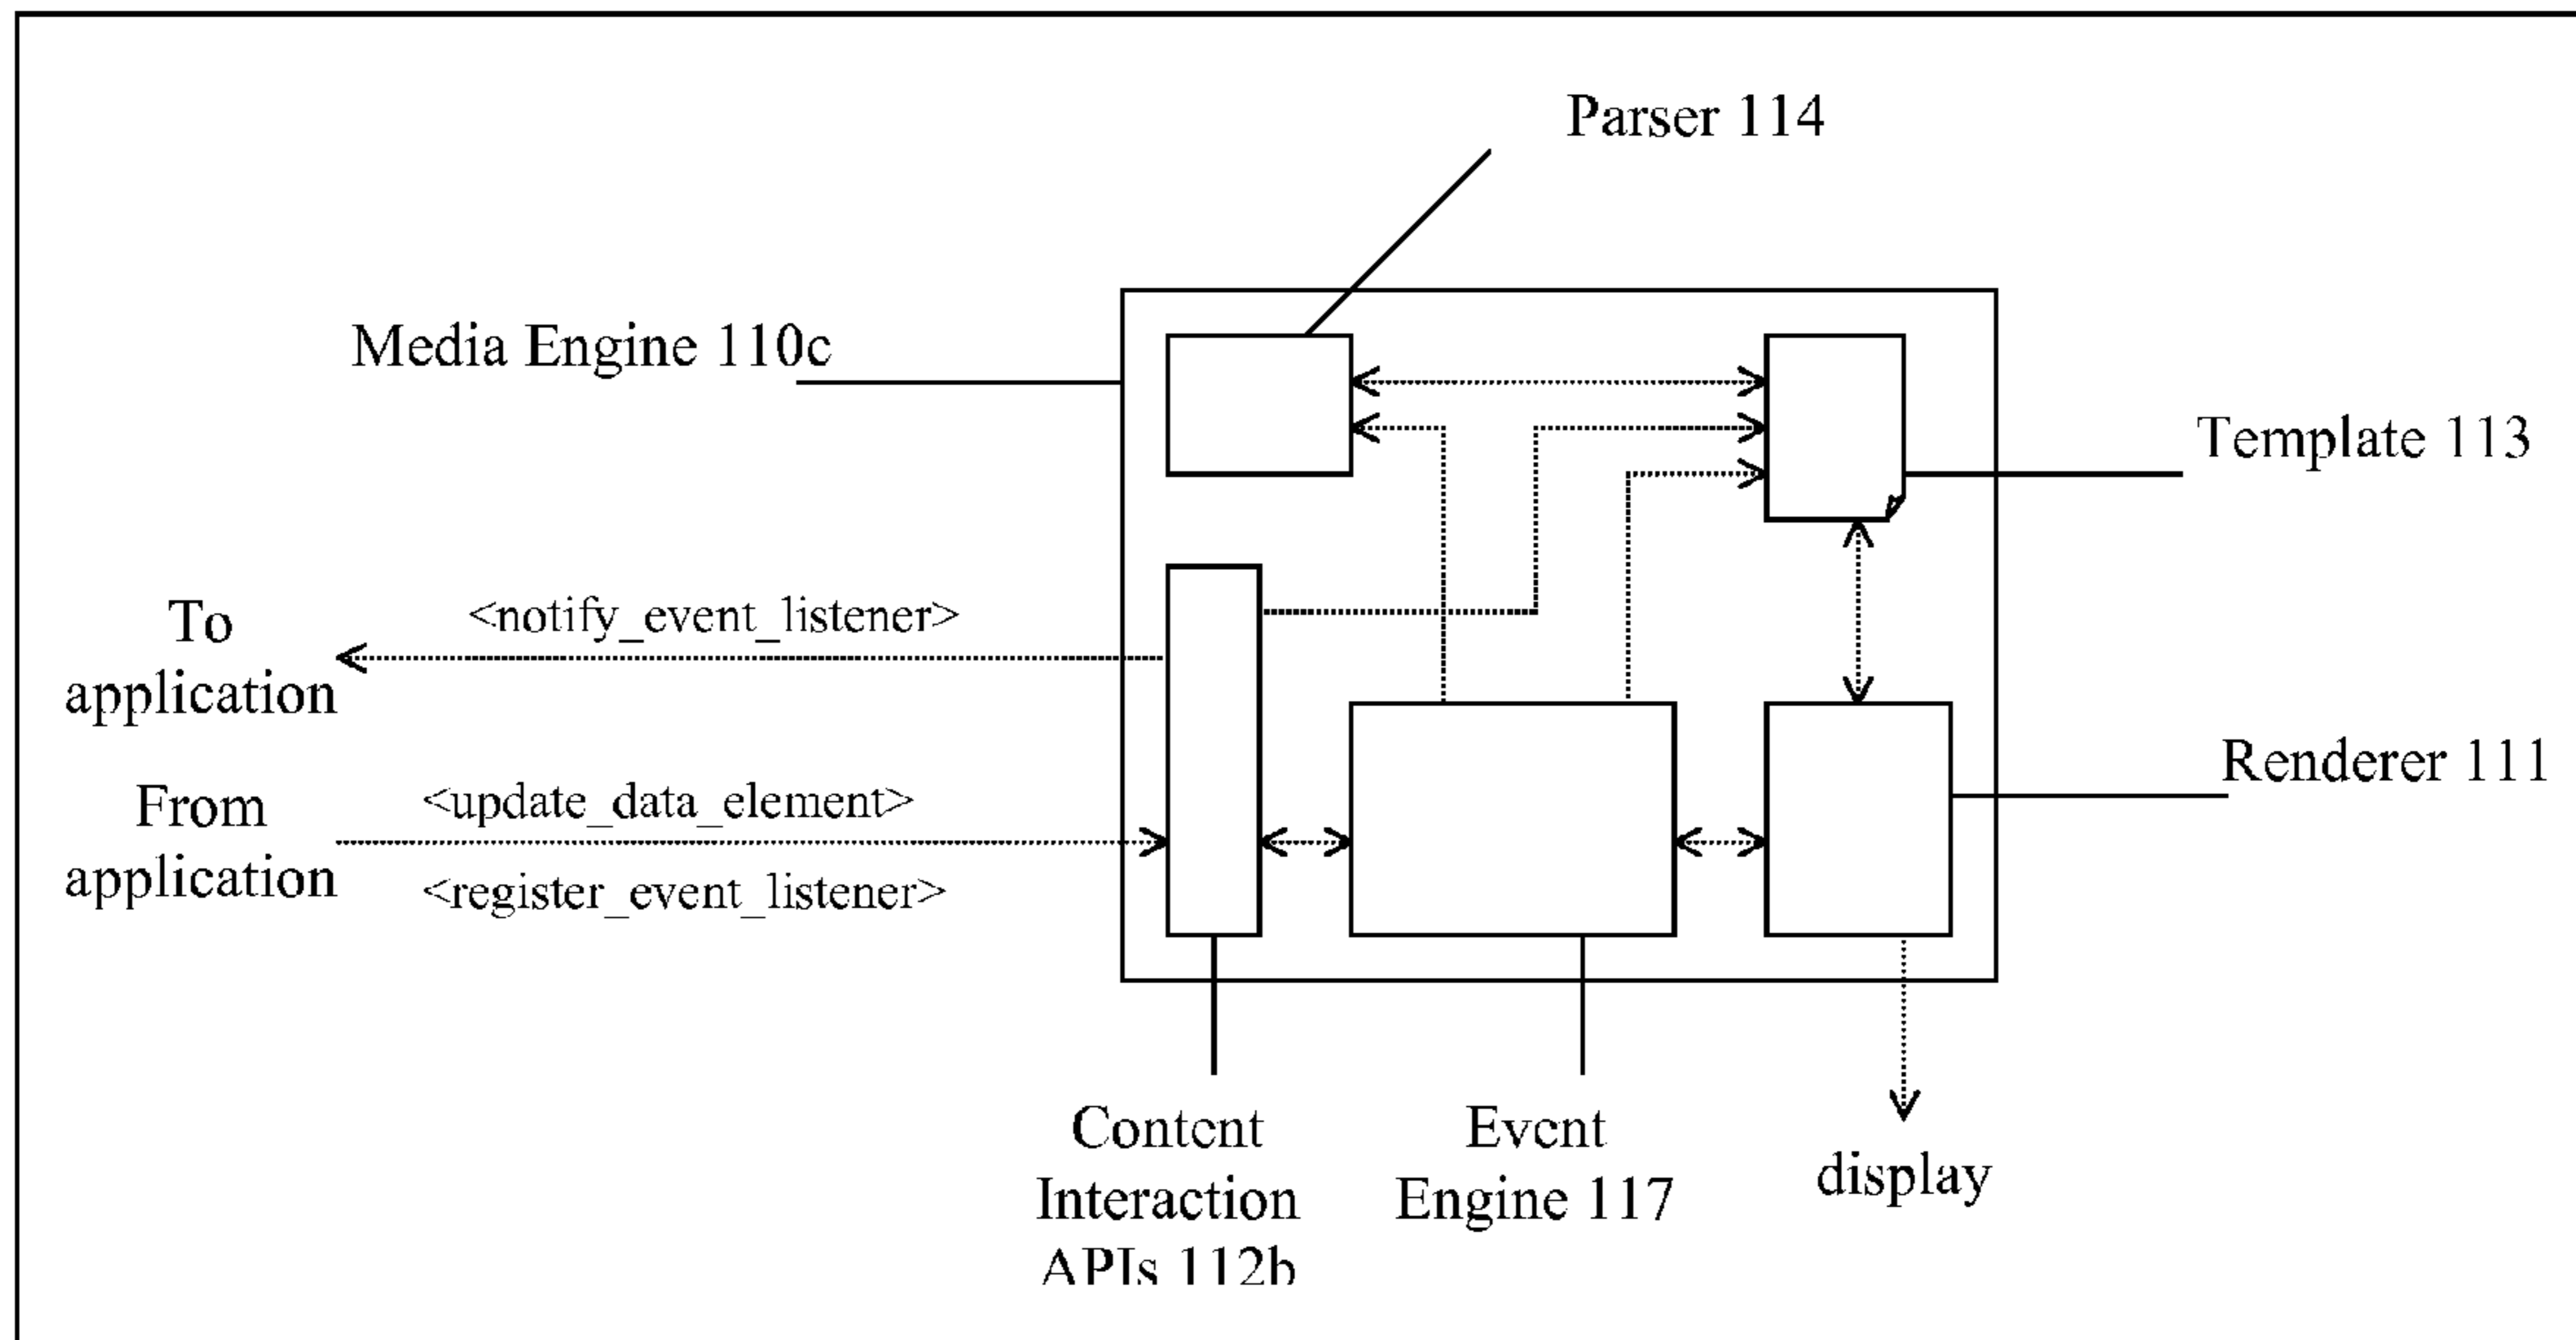 Parser 114
Media Engine 110c
Template 113
To
application
<notify_event_listener>
From
application
<update_data_element>
<register_event_listener>
Renderer 111
Content
Interaction
APIs 112b
Event
Engine 117
display